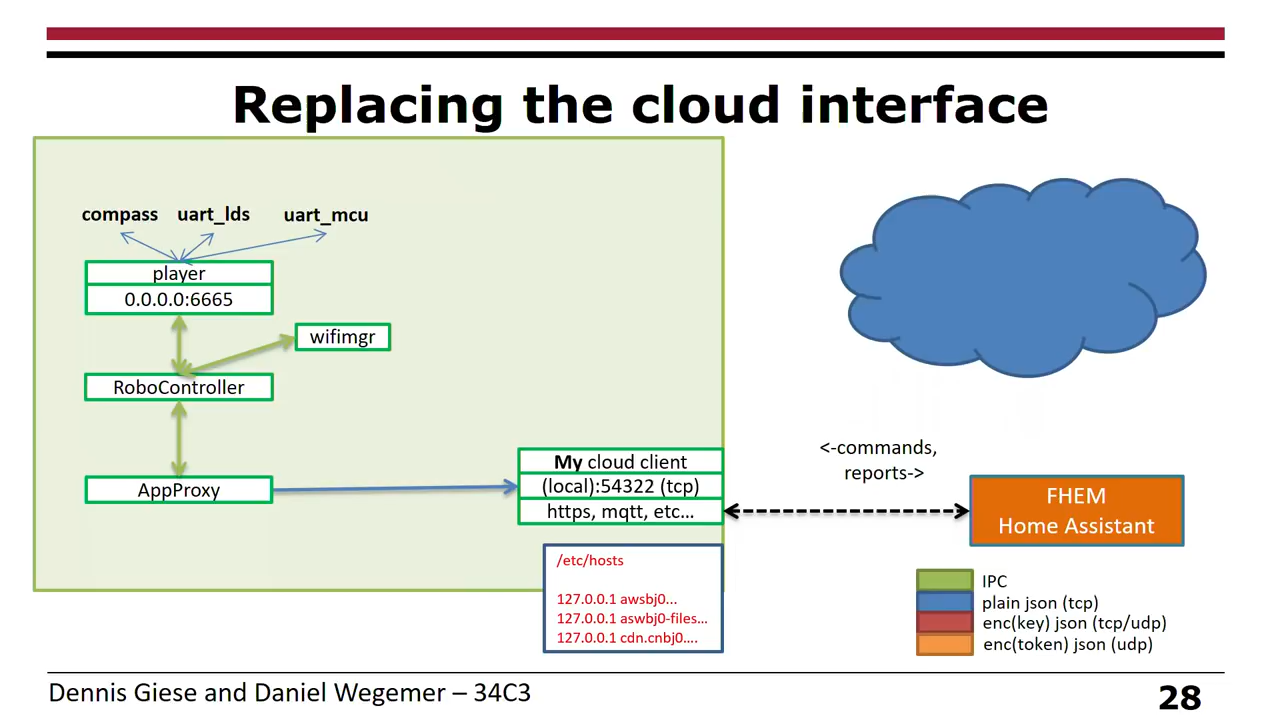 Replacing the cloud interface
compass uart_lds uart_mcu
player
0.0.0.0:6665
wifimgr
RoboController
AppProxy
My cloud client
(local):54322 (tcp)
https, mqtt, etc...
/etc/hosts
127.0.0.1 awsbj0...
127.0.0.1 aswbj0-files...
127.0.0.1 cdn.cnbj0....
<-commands,
reports->
FHEM
Home Assistant
IPC
plain json (tcp)
enc(key) json (tcp/udp)
enc(token) json (udp)
Dennis Giese and Daniel Wegemer – 34C3
28